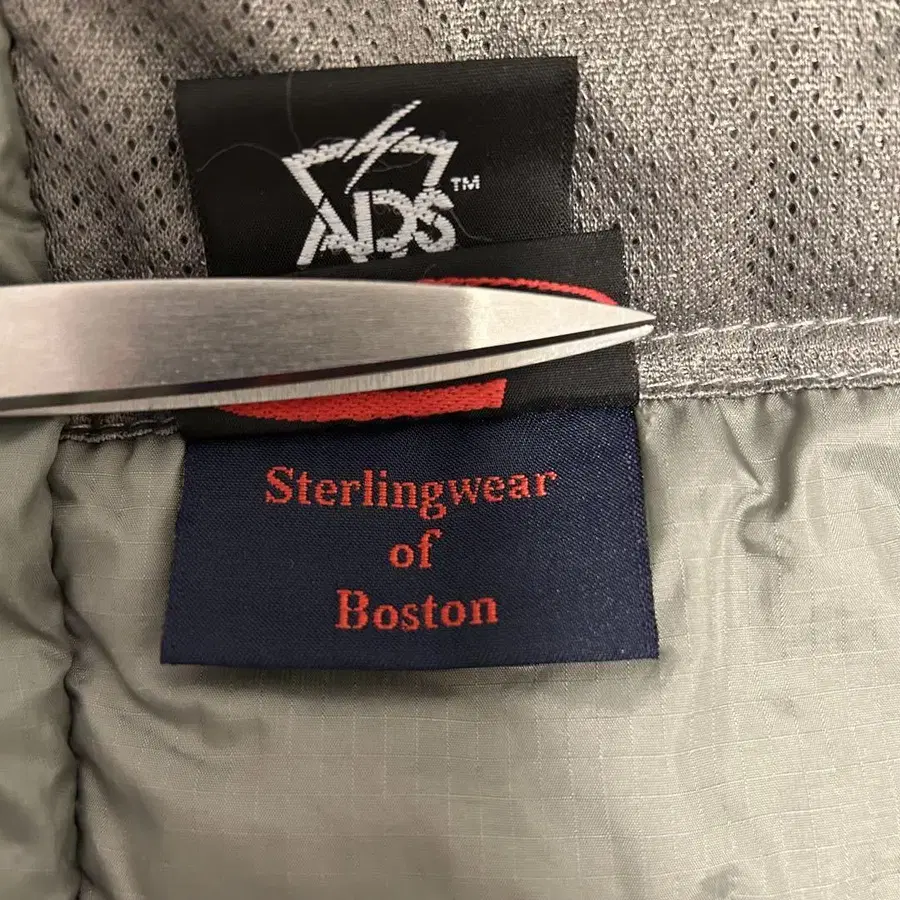 ADS™
Sterlingwear
of
Boston